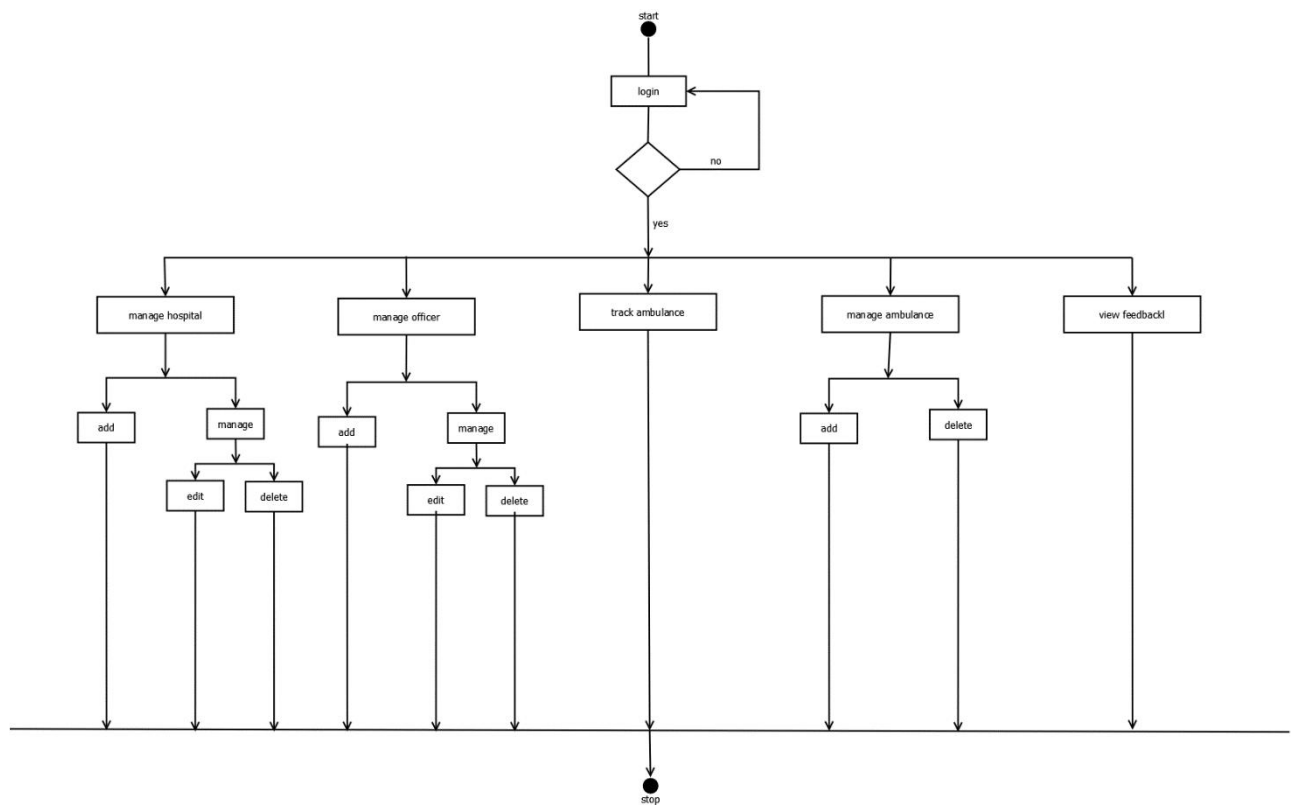 start
login
no
yes
manage hospital
manage officer
track ambulance
manage ambulance
view feedbackl
add
manage
add
manage
add
delete
edit
delete
edit
delete
stop